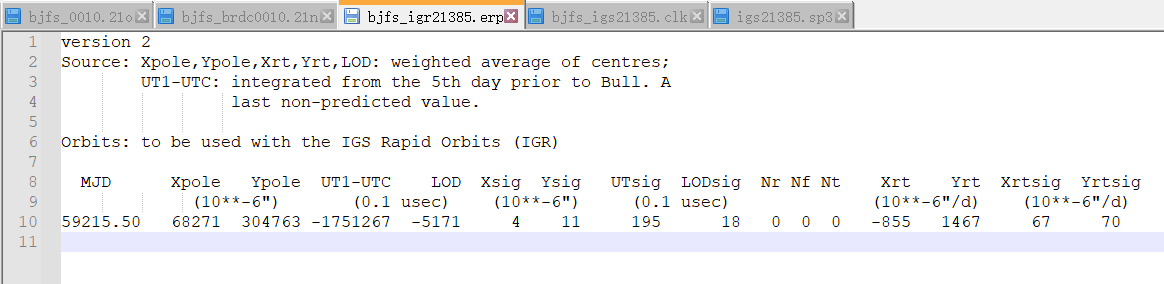 bjfs_0010.21o bjfs_brdc0010.21n bjfs_igr21385.erp bjfs_igs21385.clk igs21385.sp3
1 version 2
2 Source: Xpole,Ypole,Xrt,Yrt,LOD: weighted average of centres;
3 UT1-UTC: integrated from the 5th day prior to Bull. A
4 last non-predicted value.
5
6 Orbits: to be used with the IGS Rapid Orbits (IGR)
7
8 MJD Xpole Ypole UT1-UTC LOD Xsig Ysig UTsig LODsig Nr Nf Nt Xrt Yrt Xrtsig Yrtsig
9 (10**-6") (0.1 usec) (10**-6") (0.1 usec) (10**-6"/d) (10**-6"/d)
10 59215.50 68271 304763 -1751267 -5171 4 11 195 18 0 0 0 -855 1467 67 70
11